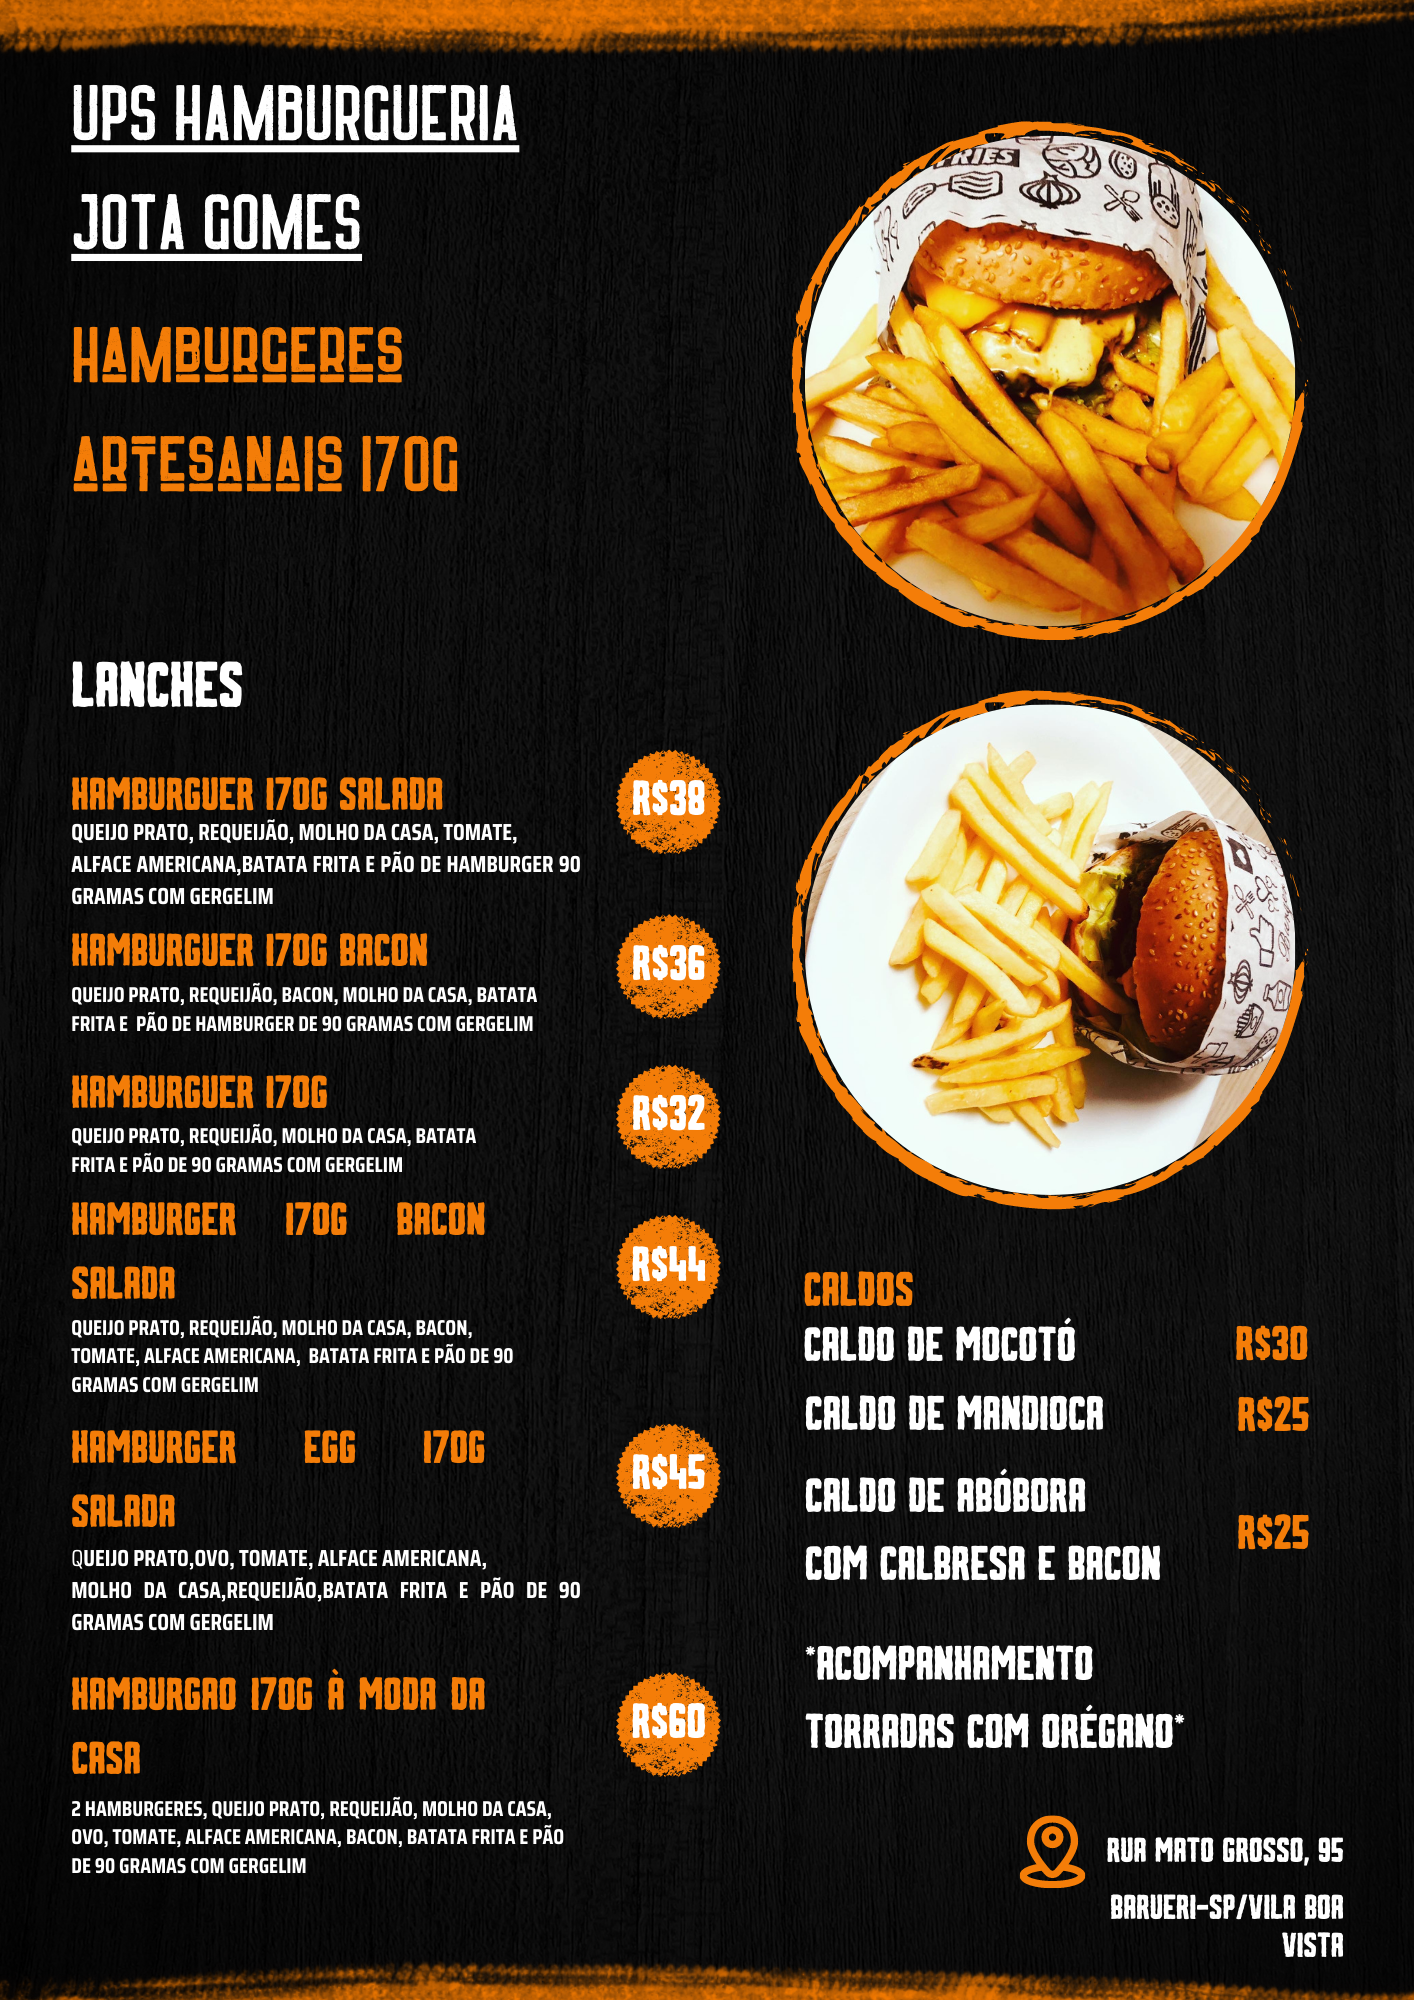 UPS HAMBURGUERIA
JOTA GOMES
HAMBURGERES
ARTESANAIS 170G
FRIES
LANCHES
HAMBURGUER 170G SALADA
R$38
QUEIJO PRATO, REQUEIJÃO, MOLHO DA CASA, TOMATE,
ALFACE AMERICANA,BATATA FRITA E PÃO DE HAMBURGER 90
GRAMAS COM GERGELIM
HAMBURGUER 170G BACON
R$36
QUEIJO PRATO, REQUEIJÃO, BACON, MOLHO DA CASA, BATATA
FRITA E PÃO DE HAMBURGER DE 90 GRAMAS COM GERGELIM
HAMBURGUER 170G
R$32
QUEIJO PRATO, REQUEIJÃO, MOLHO DA CASA, BATATA
FRITA E PÃO DE 90 GRAMAS COM GERGELIM
HAMBURGER 170G BACON
SALADA
R$44
QUEIJO PRATO, REQUEIJÃO, MOLHO DA CASA, BACON,
TOMATE, ALFACE AMERICANA, BATATA FRITA E PÃO DE 90
GRAMAS COM GERGELIM
HAMBURGER EGG 170G
SALADA
R$45
QUEIJO PRATO,OVO, TOMATE, ALFACE AMERICANA,
MOLHO DA CASA,REQUEIJÃO,BATATA FRITA E PÃO DE 90
GRAMAS COM GERGELIM
HAMBURGAO 170G À MODA DA
CASA
R$60
2 HAMBURGERES, QUEIJO PRATO, REQUEIJÃO, MOLHO DA CASA,
OVO, TOMATE, ALFACE AMERICANA, BACON, BATATA FRITA E PÃO
DE 90 GRAMAS COM GERGELIM
Burger
CALDOS
CALDO DE MOCOTÓ R$30
CALDO DE MANDIOCA R$25
CALDO DE ABÓBORA
COM CALBRESA E BACON R$25
*ACOMPANHAMENTO
TORRADAS COM ORÉGANO*
RUA MATO GROSSO, 95
BARUERI-SP/VILA BOA
VISTA